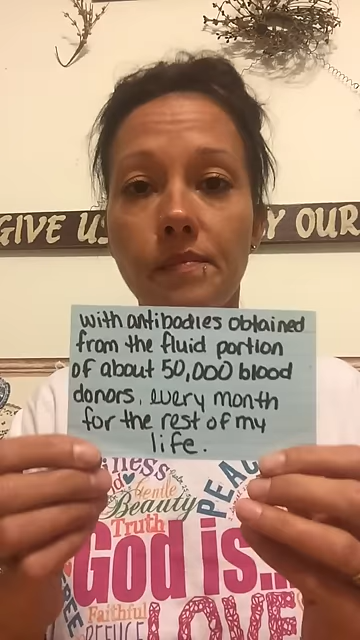 GIVE US Y OUR
with antibodies obtained
from the fluid portion
of about 50,000 blood
donors, every month
for the rest of my
life.
PEAC
Gentle
Beauty
Truth
God is...
Faithful
LOVE